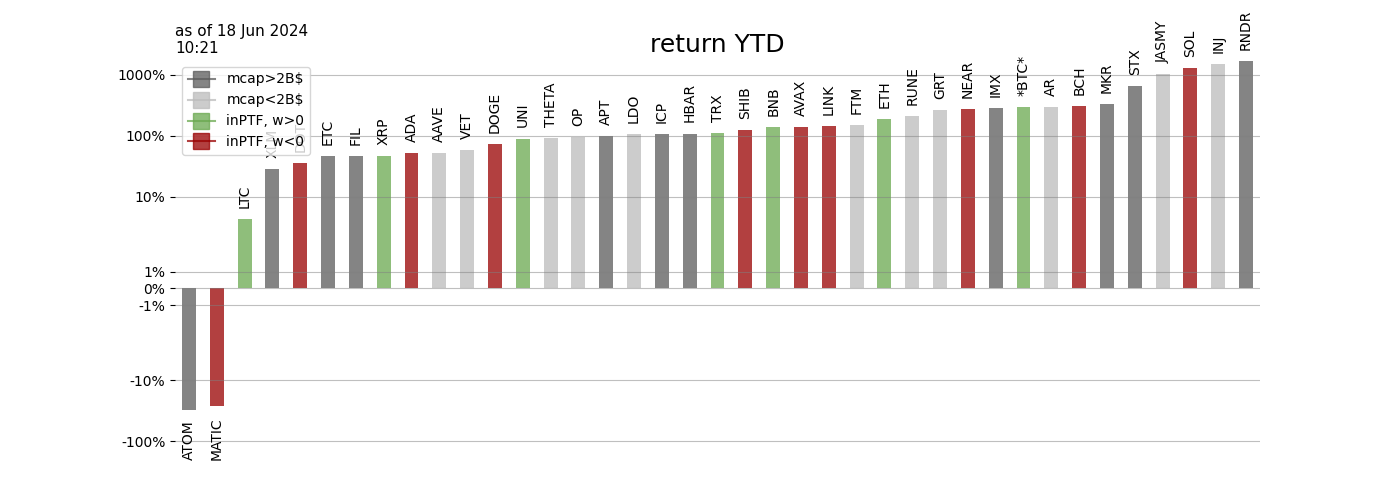 as of 18 Jun 2024
10:21
return YTD
1000%
100%
10%
1%
0%
-1%
-10%
-100%
mcap>2B$
mcap<2B$
inPTF, w>0
inPTF, w<0
ATOM
MATIC
LTC
XLM
DOT
ETC
FIL
XRP
ADA
AAVE
VET
DOGE
UNI
THETA
OP
APT
LDO
ICP
HBAR
TRX
SHIB
BNB
AVAX
LINK
FTM
ETH
RUNE
GRT
NEAR
IMX
*BTC*
AR
BCH
MKR
STX
JASMY
SOL
INJ
RNDR